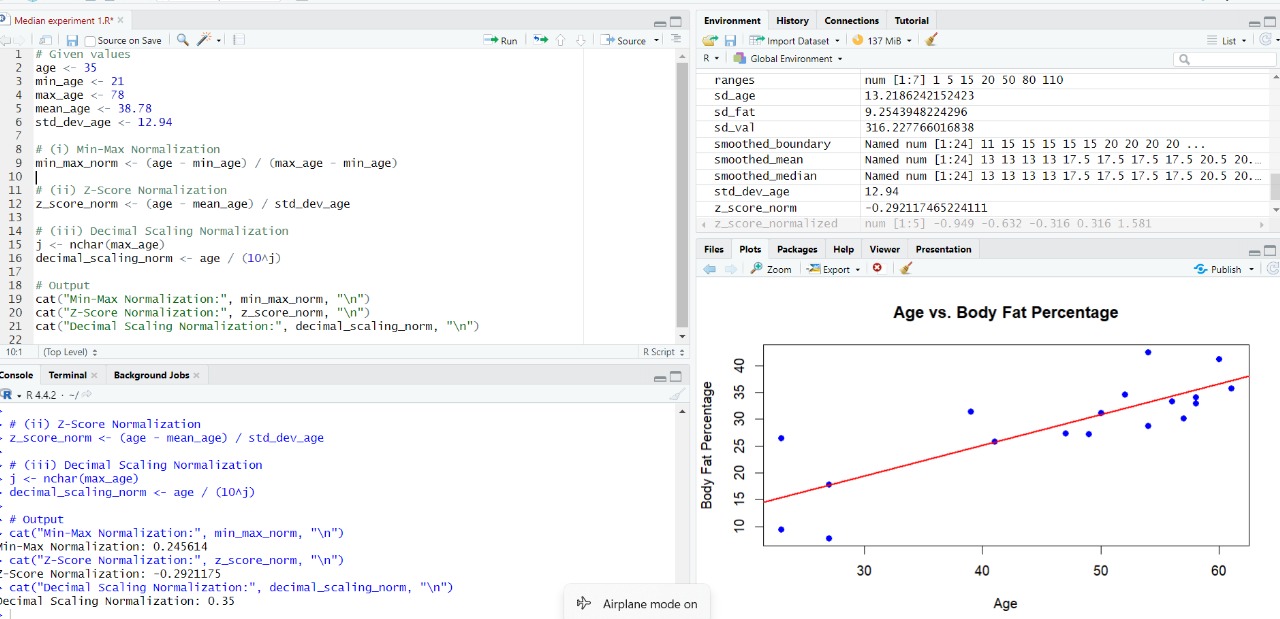 Median experiment 1.R* ×
Source on Save
Run
Source
1 # Given values
2 age <- 35
3 min_age <- 21
4 max_age <- 78
5 mean_age <- 38.78
6 std_dev_age <- 12.94
7
8 # (i) Min-Max Normalization
9 min_max_norm <- (age - min_age) / (max_age - min_age)
10
11 # (ii) Z-Score Normalization
12 z_score_norm <- (age - mean_age) / std_dev_age
13
14 # (iii) Decimal Scaling Normalization
15 j <- nchar(max_age)
16 decimal_scaling_norm <- age / (10^j)
17
18 # Output
19 cat("Min-Max Normalization:", min_max_norm, "\n")
20 cat("Z-Score Normalization:", z_score_norm, "\n")
21 cat("Decimal Scaling Normalization:", decimal_scaling_norm, "\n")
22
10:1 (Top Level) R Script
Console Terminal × Background Jobs ×
R R 4.4.2 · ~/
>
> # (ii) Z-Score Normalization
> z_score_norm <- (age - mean_age) / std_dev_age
>
> # (iii) Decimal Scaling Normalization
> j <- nchar(max_age)
> decimal_scaling_norm <- age / (10^j)
>
> # Output
> cat("Min-Max Normalization:", min_max_norm, "\n")
Min-Max Normalization: 0.245614
> cat("Z-Score Normalization:", z_score_norm, "\n")
Z-Score Normalization: -0.2921175
> cat("Decimal Scaling Normalization:", decimal_scaling_norm, "\n")
Decimal Scaling Normalization: 0.35
>
Environment History Connections Tutorial
Import Dataset 137 MiB List
R Global Environment
ranges num [1:7] 1 5 15 20 50 80 110
sd_age 13.2186242152423
sd_fat 9.2543948224296
sd_val 316.227766016838
smoothed_boundary Named num [1:24] 11 15 15 15 15 15 20 20 20 20 ...
smoothed_mean Named num [1:24] 13 13 13 13 17.5 17.5 17.5 17.5 20.5 20...
smoothed_median Named num [1:24] 13 13 13 13 17.5 17.5 17.5 17.5 20.5 20...
std_dev_age 12.94
z_score_norm -0.292117465224111
z_score_normalized num [1:5] -0.949 -0.632 -0.316 0.316 1.581
Files Plots Packages Help Viewer Presentation
Zoom Export Publish
Age vs. Body Fat Percentage
Body Fat Percentage
40
35
30
25
20
15
10
30 40 50 60
Age
Airplane mode on